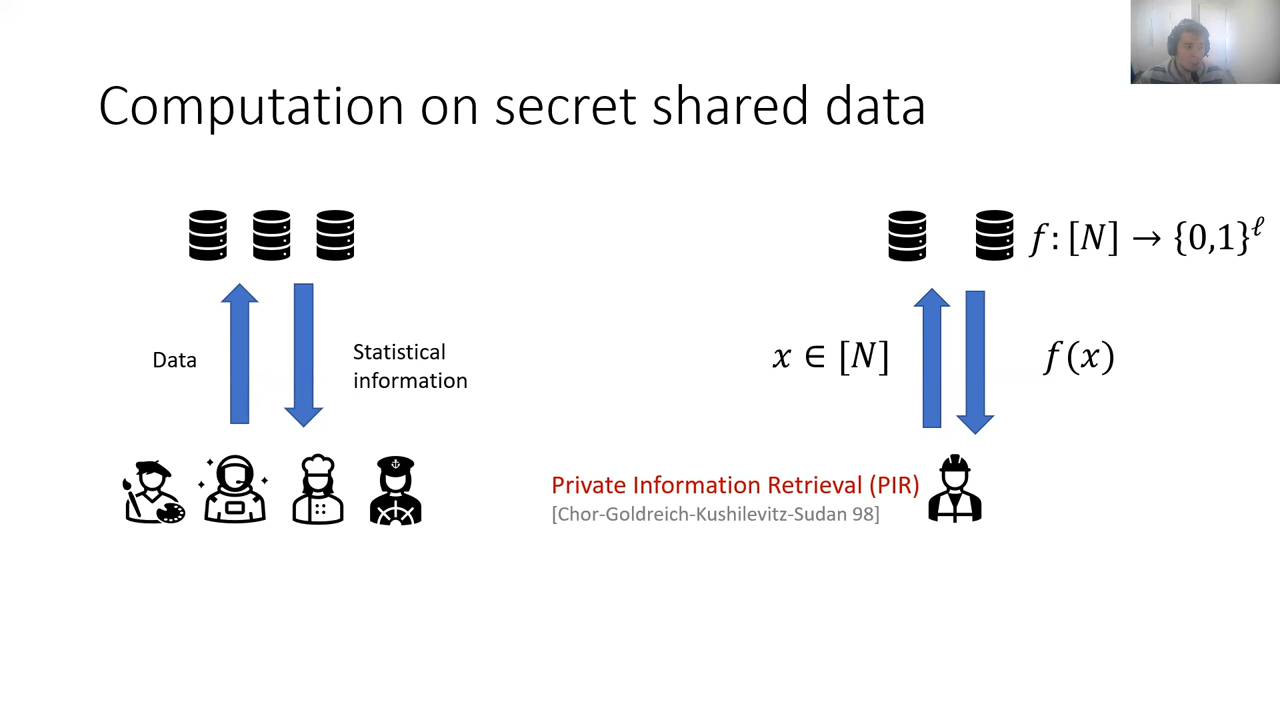 Computation on secret shared data
f:[N] → {0,1}^ℓ
Data
Statistical
information
x ∈ [N]
f(x)
Private Information Retrieval (PIR)
[Chor-Goldreich-Kushilevitz-Sudan 98]